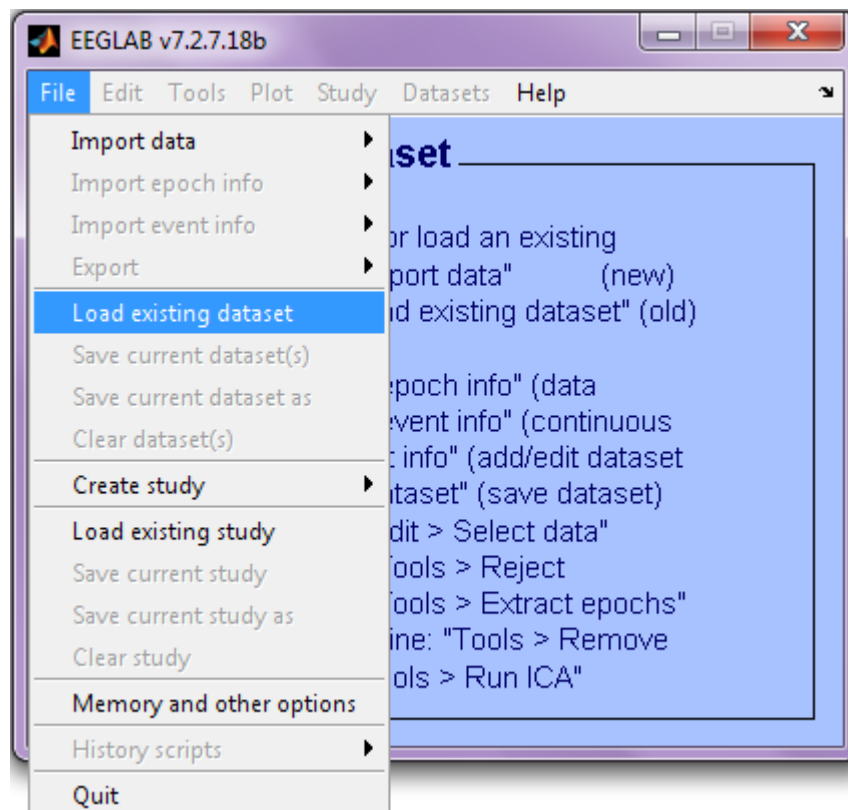 EEGLAB v7.2.7.18b
File Edit Tools Plot Study Datasets Help
Import data
Import epoch info
Import event info
Export
Load existing dataset
Save current dataset(s)
Save current dataset as
Clear dataset(s)
Create study
Load existing study
Save current study
Save current study as
Clear study
Memory and other options
History scripts
Quit
set
or load an existing
port data" (new)
d existing dataset" (old)
epoch info" (data
event info" (continuous
info" (add/edit dataset
taset" (save dataset)
dit > Select data"
ools > Reject
ools > Extract epochs"
ine: "Tools > Remove
ols > Run ICA"